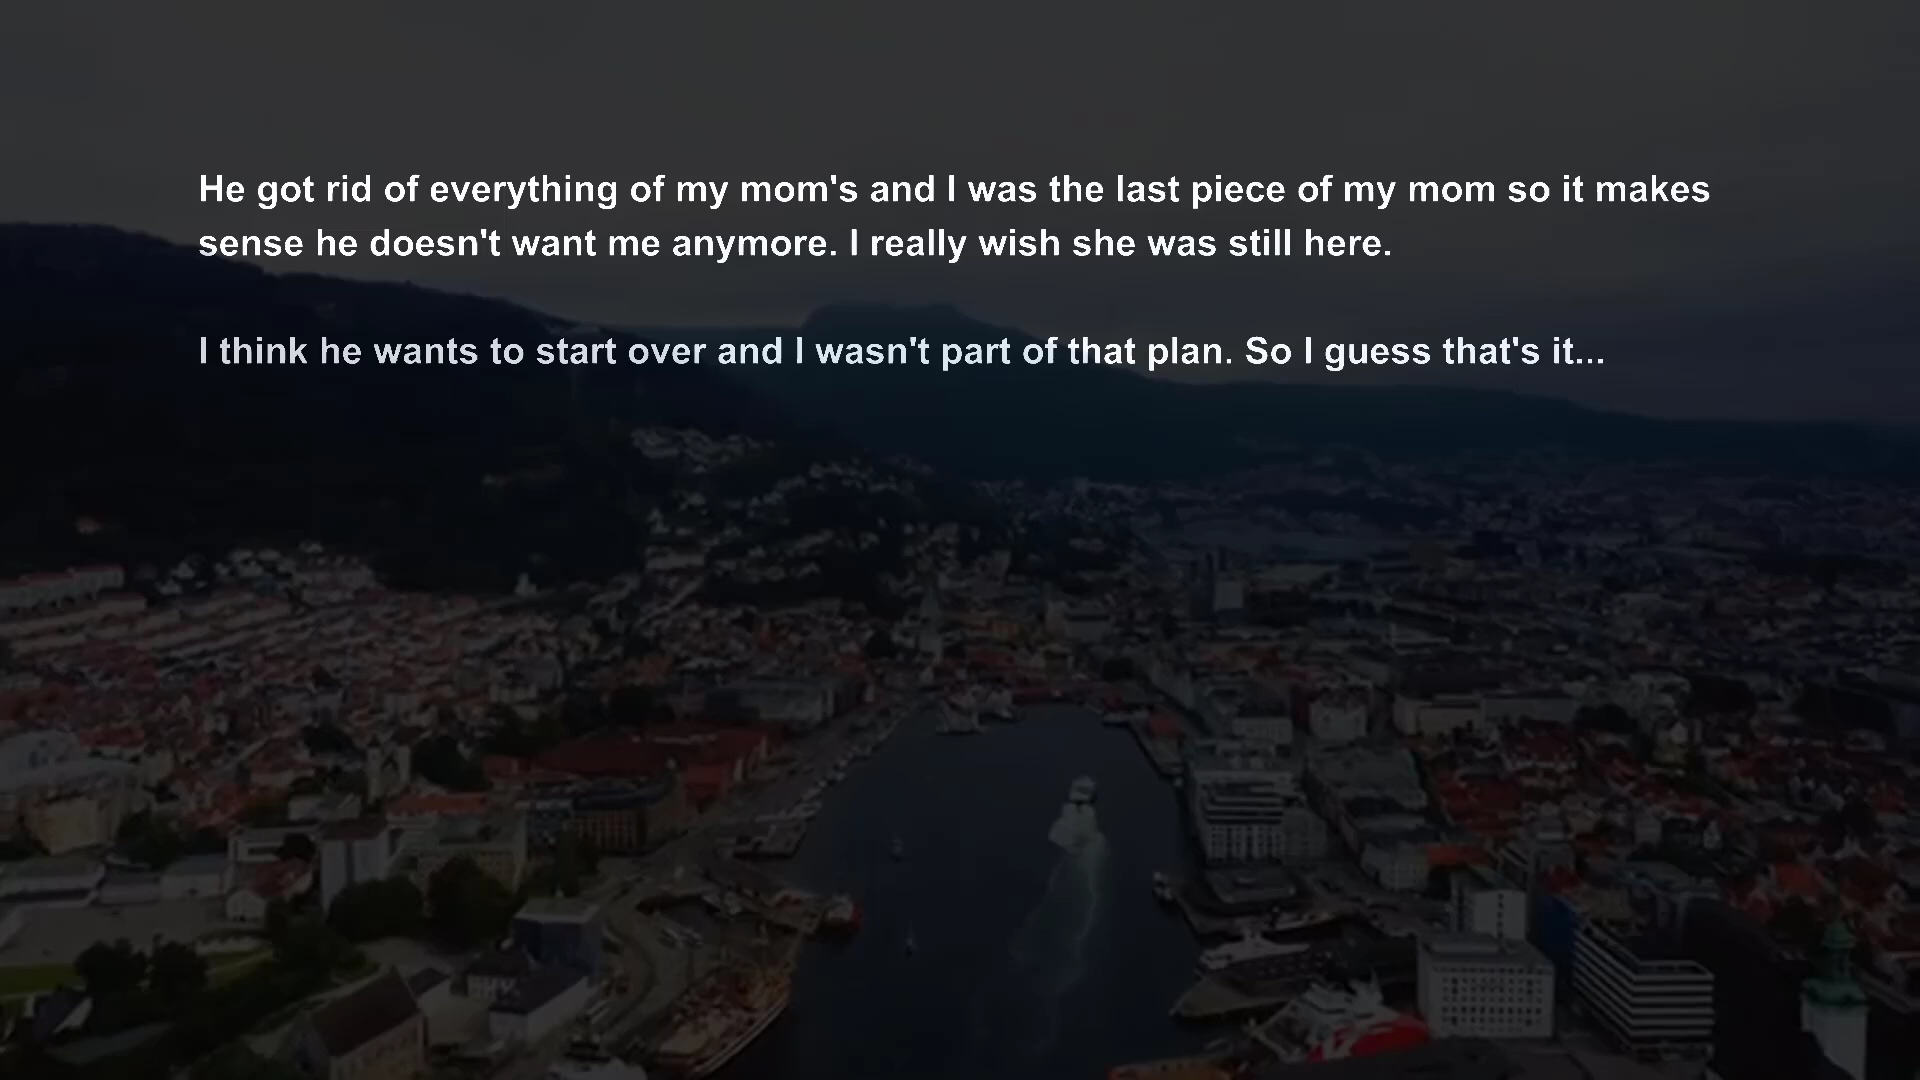 He got rid of everything of my mom's and I was the last piece of my mom so it makes
sense he doesn't want me anymore. I really wish she was still here.
I think he wants to start over and I wasn't part of that plan. So I guess that's it...